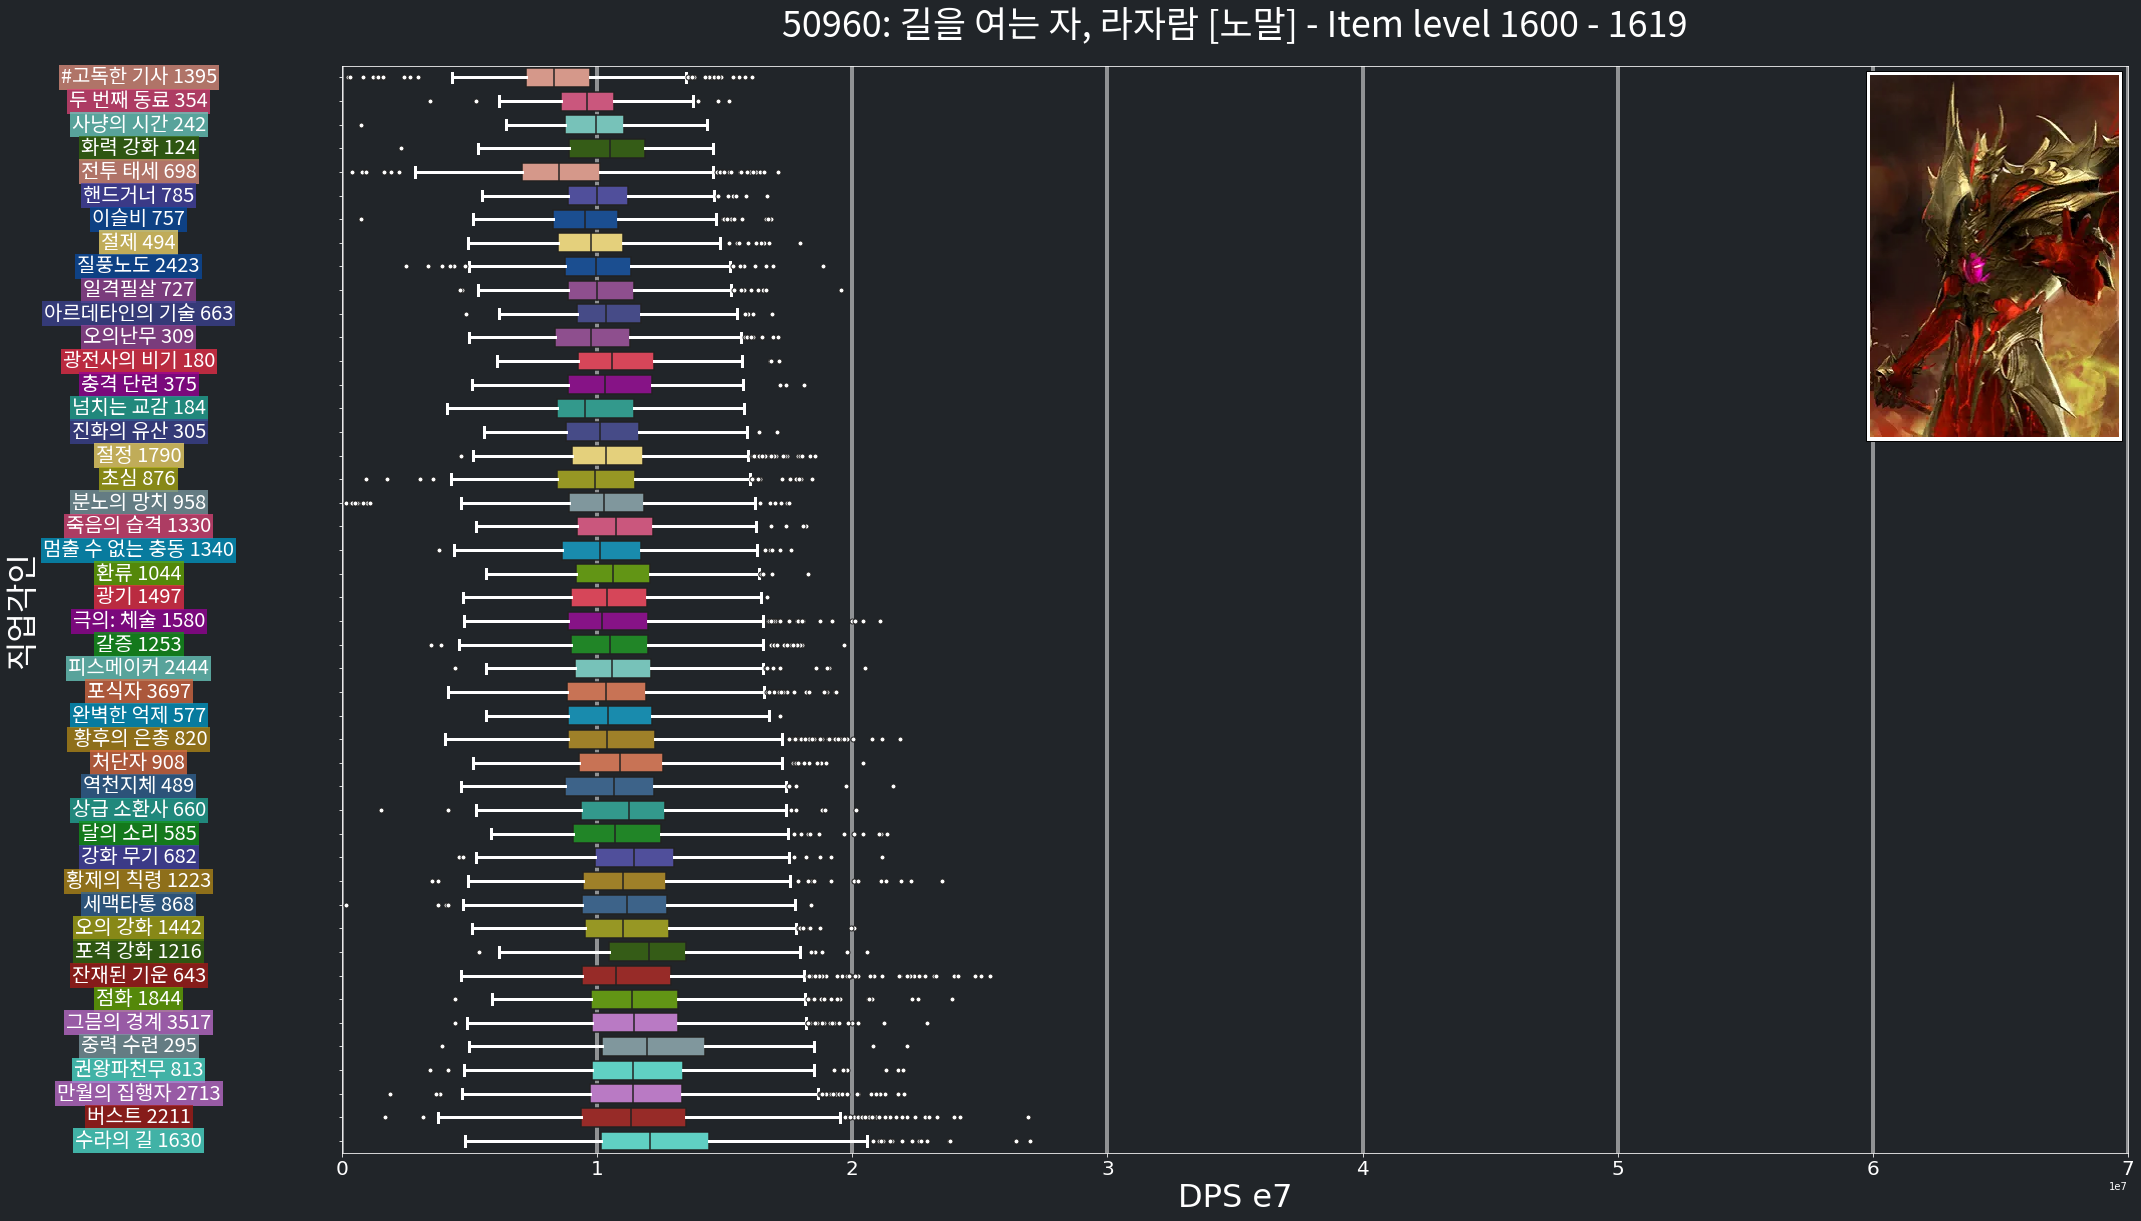 50960: 길을 여는 자, 라자람 [노말] - Item level 1600 - 1619
#고독한 기사 1395
두 번째 동료 354
사냥의 시간 242
화력 강화 124
전투 태세 698
핸드거너 785
이슬비 757
절제 494
질풍노도 2423
일격필살 727
아르데타인의 기술 663
오의난무 309
광전사의 비기 180
충격 단련 375
넘치는 교감 184
진화의 유산 305
절정 1790
초심 876
분노의 망치 958
죽음의 습격 1330
멈출 수 없는 충동 1340
환류 1044
광기 1497
극의: 체술 1580
갈증 1253
피스메이커 2444
포식자 3697
완벽한 억제 577
황후의 은총 820
처단자 908
역천지체 489
상급 소환사 660
달의 소리 585
강화 무기 682
황제의 칙령 1223
세맥타통 868
오의 강화 1442
포격 강화 1216
잔재된 기운 643
점화 1844
그믐의 경계 3517
중력 수련 295
권왕파천무 813
만월의 집행자 2713
버스트 2211
수라의 길 1630
직업각인
0 1 2 3 4 5 6 7
1e7
DPS e7